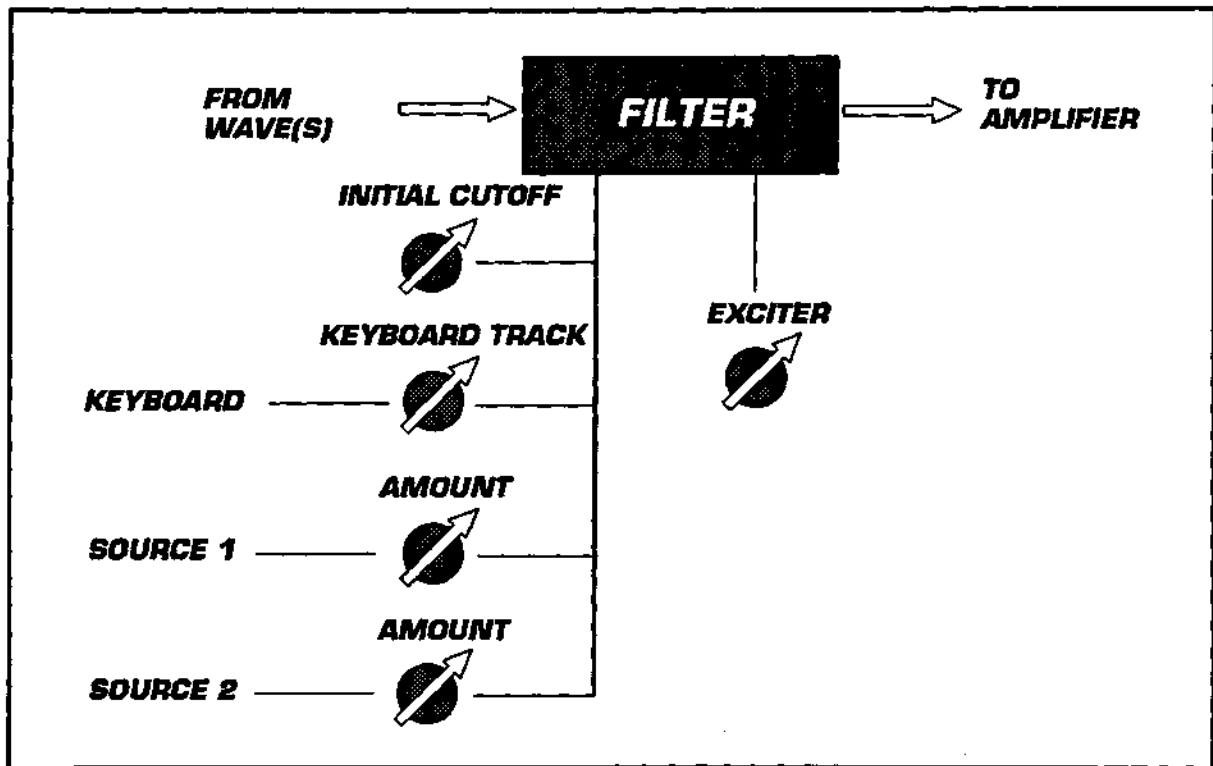 FROM
WAVE(S)
FILTER
TO
AMPLIFIER
INITIAL CUTOFF
KEYBOARD TRACK
EXCITER
KEYBOARD
AMOUNT
SOURCE 1
AMOUNT
SOURCE 2